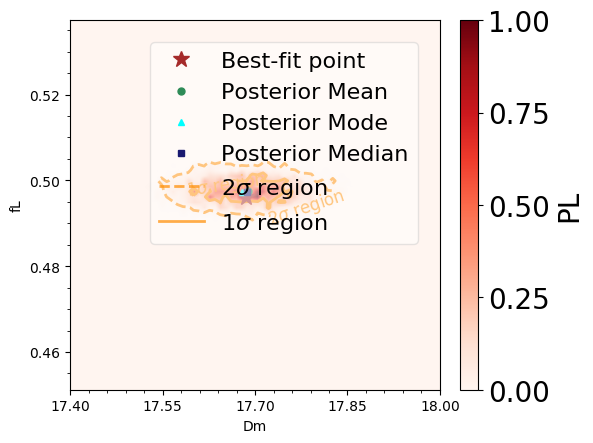 Best-fit point
Posterior Mean
Posterior Mode
Posterior Median
2σ region
1σ region
2σ region
0.52
0.50
0.48
0.46
fL
17.40
17.55
17.70
17.85
18.00
Dm
1.00
0.75
0.50
0.25
0.00
PL